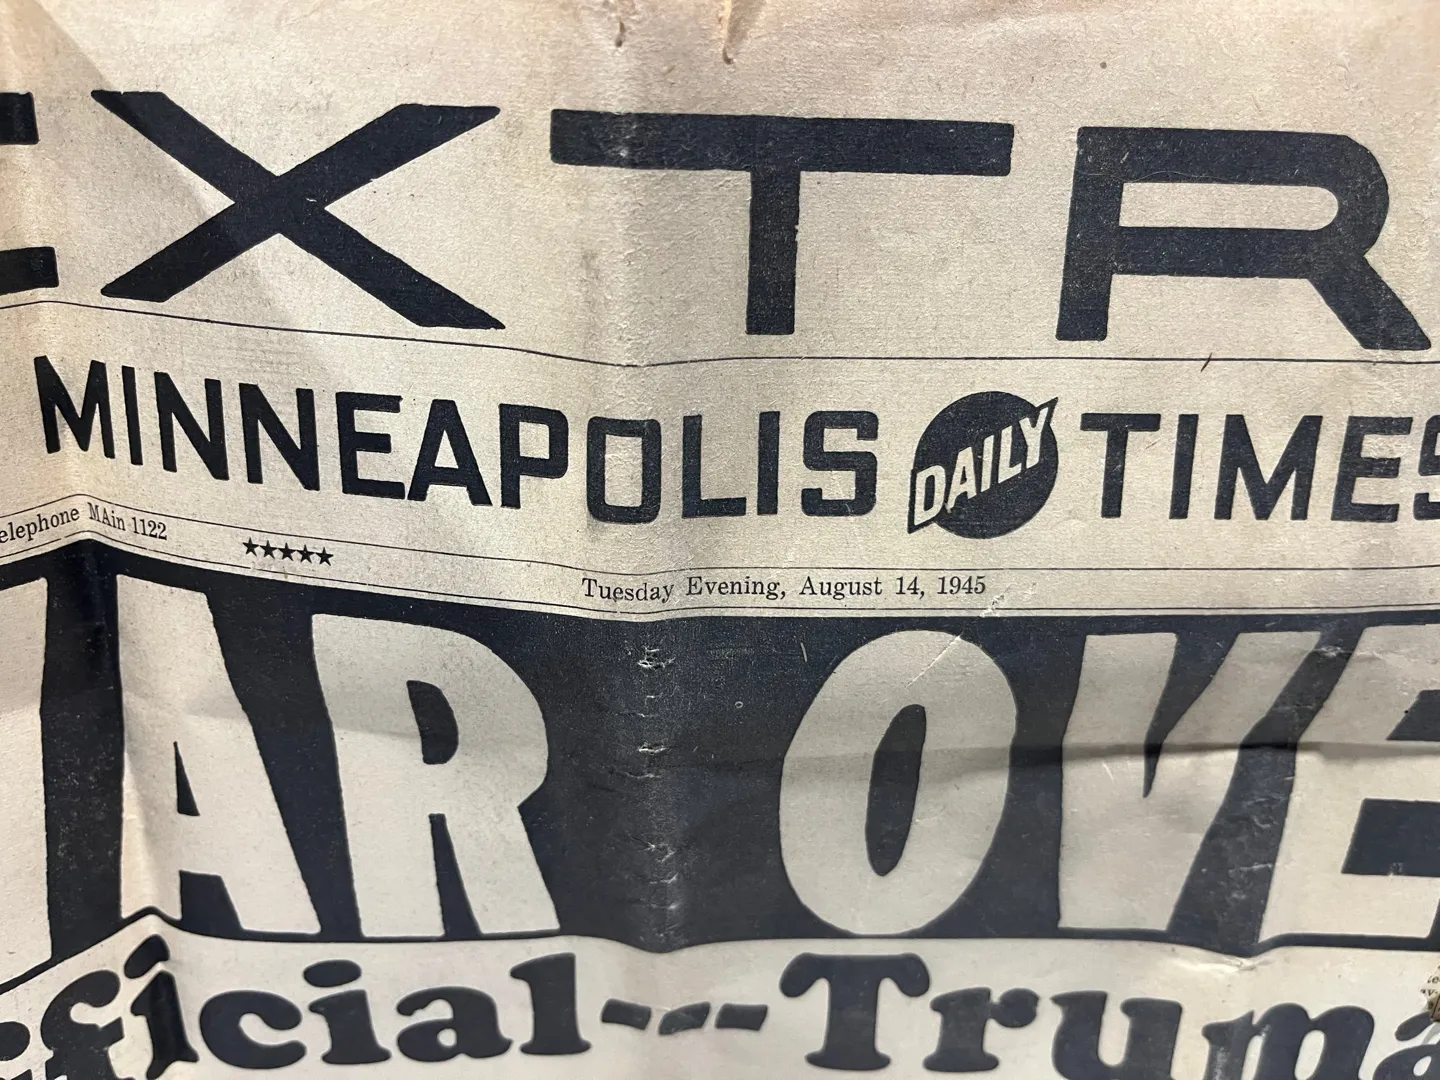 EXTR
MINNEAPOLIS DAILY TIMES
elephone MAin 1122 ★★★★★ Tuesday Evening, August 14, 1945
AR OVE
fficial---Truma